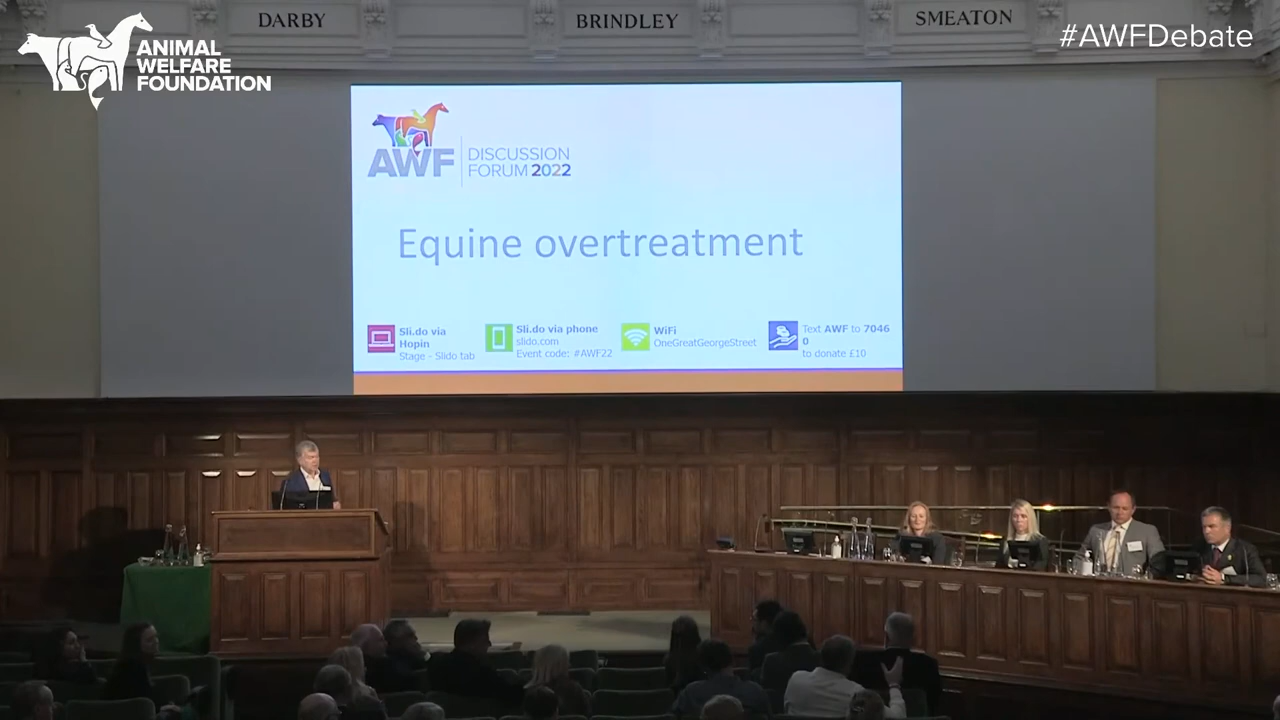 DARBY
BRINDLEY
SMEATON
#AWFDebate
ANIMAL
WELFARE
FOUNDATION
AWF
DISCUSSION
FORUM 2022
Equine overtreatment
Sli.do via
Hopin
Stage - Slido tab
Sli.do via phone
slido.com
Event code: #AWF22
WiFi
OneGreatGeorgeStreet
Text AWF to 7046
0
to donate £10